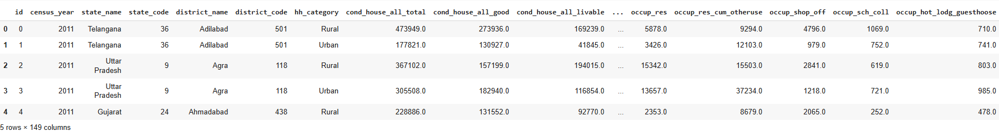 id census_year state_name state_code district_name district_code hh_category cond_house_all_total cond_house_all_good cond_house_all_livable ... occup_res occup_res_cum_otheruse occup_shop_off occup_sch_coll occup_hot_lodg_guesthoose
0 0 2011 Telangana 36 Adilabad 501 Rural 473949.0 273936.0 169239.0 ... 5878.0 9294.0 4796.0 1069.0 710.0
1 1 2011 Telangana 36 Adilabad 501 Urban 177821.0 130927.0 41845.0 ... 3426.0 12103.0 979.0 752.0 741.0
2 2 2011 Uttar Pradesh 9 Agra 118 Rural 367102.0 157199.0 194015.0 ... 15342.0 15503.0 2841.0 619.0 803.0
3 3 2011 Uttar Pradesh 9 Agra 118 Urban 305508.0 182940.0 116854.0 ... 13657.0 37234.0 1218.0 721.0 985.0
4 4 2011 Gujarat 24 Ahmadabad 438 Rural 228886.0 131552.0 92770.0 ... 2353.0 8679.0 2065.0 252.0 478.0
5 rows × 149 columns